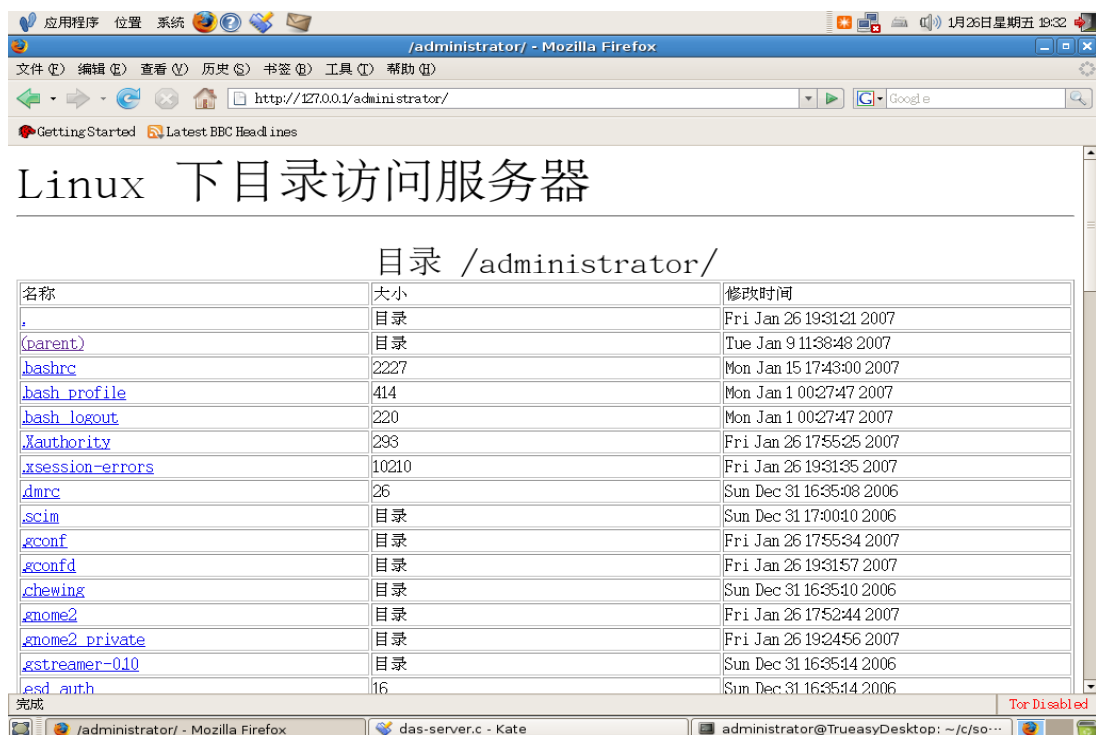 应用程序 位置 系统 1月26日星期五 19:32
/administrator/ - Mozilla Firefox
文件(F) 编辑(E) 查看(V) 历史(S) 书签(B) 工具(T) 帮助(H)
http://127.0.0.1/administrator/ Google
Getting Started Latest BBC Headlines
Linux 下目录访问服务器
目录 /administrator/
名称 大小 修改时间
. 目录 Fri Jan 26 19:31:21 2007
(parent) 目录 Tue Jan 9 11:38:48 2007
.bashrc 2227 Mon Jan 15 17:43:00 2007
.bash_profile 414 Mon Jan 1 00:27:47 2007
.bash_logout 220 Mon Jan 1 00:27:47 2007
.Xauthority 293 Fri Jan 26 17:55:25 2007
.xsession-errors 10210 Fri Jan 26 19:31:35 2007
.dmrc 26 Sun Dec 31 16:35:08 2006
.scim 目录 Sun Dec 31 17:00:10 2006
.gconf 目录 Fri Jan 26 17:55:34 2007
.gconfd 目录 Fri Jan 26 19:31:57 2007
.chewing 目录 Sun Dec 31 16:35:10 2006
.gnome2 目录 Fri Jan 26 17:52:44 2007
.gnome2_private 目录 Fri Jan 26 19:24:56 2007
.gstreamer-0.10 目录 Sun Dec 31 16:35:14 2006
.esd_auth 16 Sun Dec 31 16:35:14 2006
完成 Tor Disabled
/administrator/ - Mozilla Firefox das-server.c - Kate administrator@TrueasyDesktop: ~/c/so…